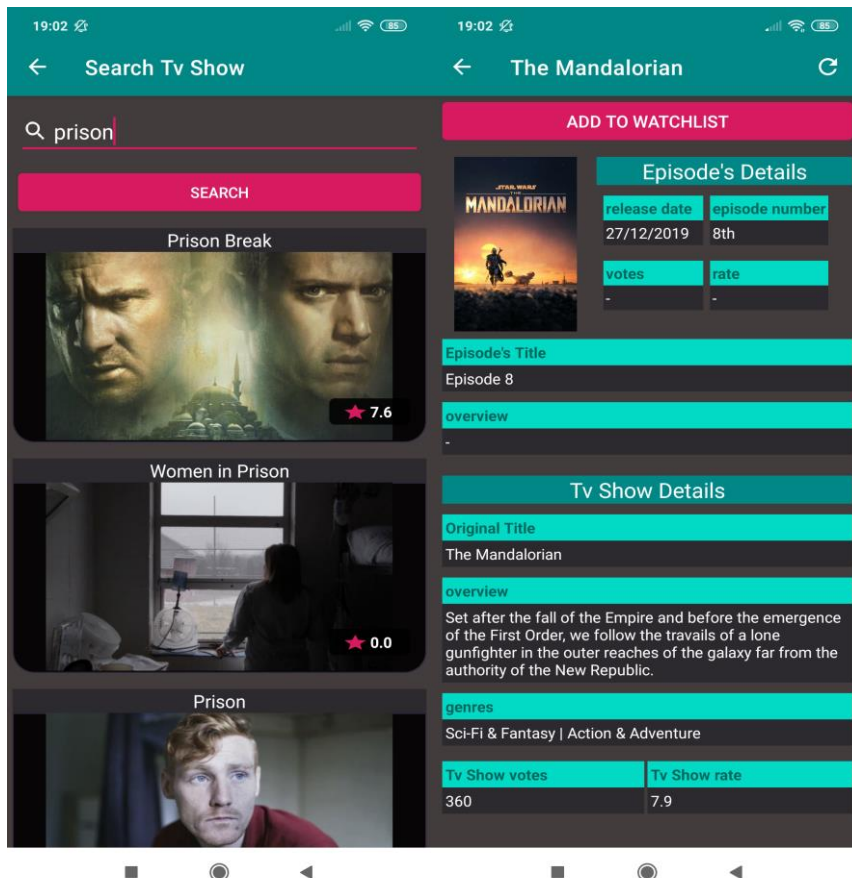 19:02
85
Search Tv Show
prison
SEARCH
Prison Break
7.6
Women in Prison
0.0
Prison
19:02
85
The Mandalorian
ADD TO WATCHLIST
STAR WARS
THE
MANDALORIAN
Episode's Details
release date episode number
27/12/2019 8th
votes rate
- -
Episode's Title
Episode 8
overview
-
Tv Show Details
Original Title
The Mandalorian
overview
Set after the fall of the Empire and before the emergence
of the First Order, we follow the travails of a lone
gunfighter in the outer reaches of the galaxy far from the
authority of the New Republic.
genres
Sci-Fi & Fantasy | Action & Adventure
Tv Show votes Tv Show rate
360 7.9